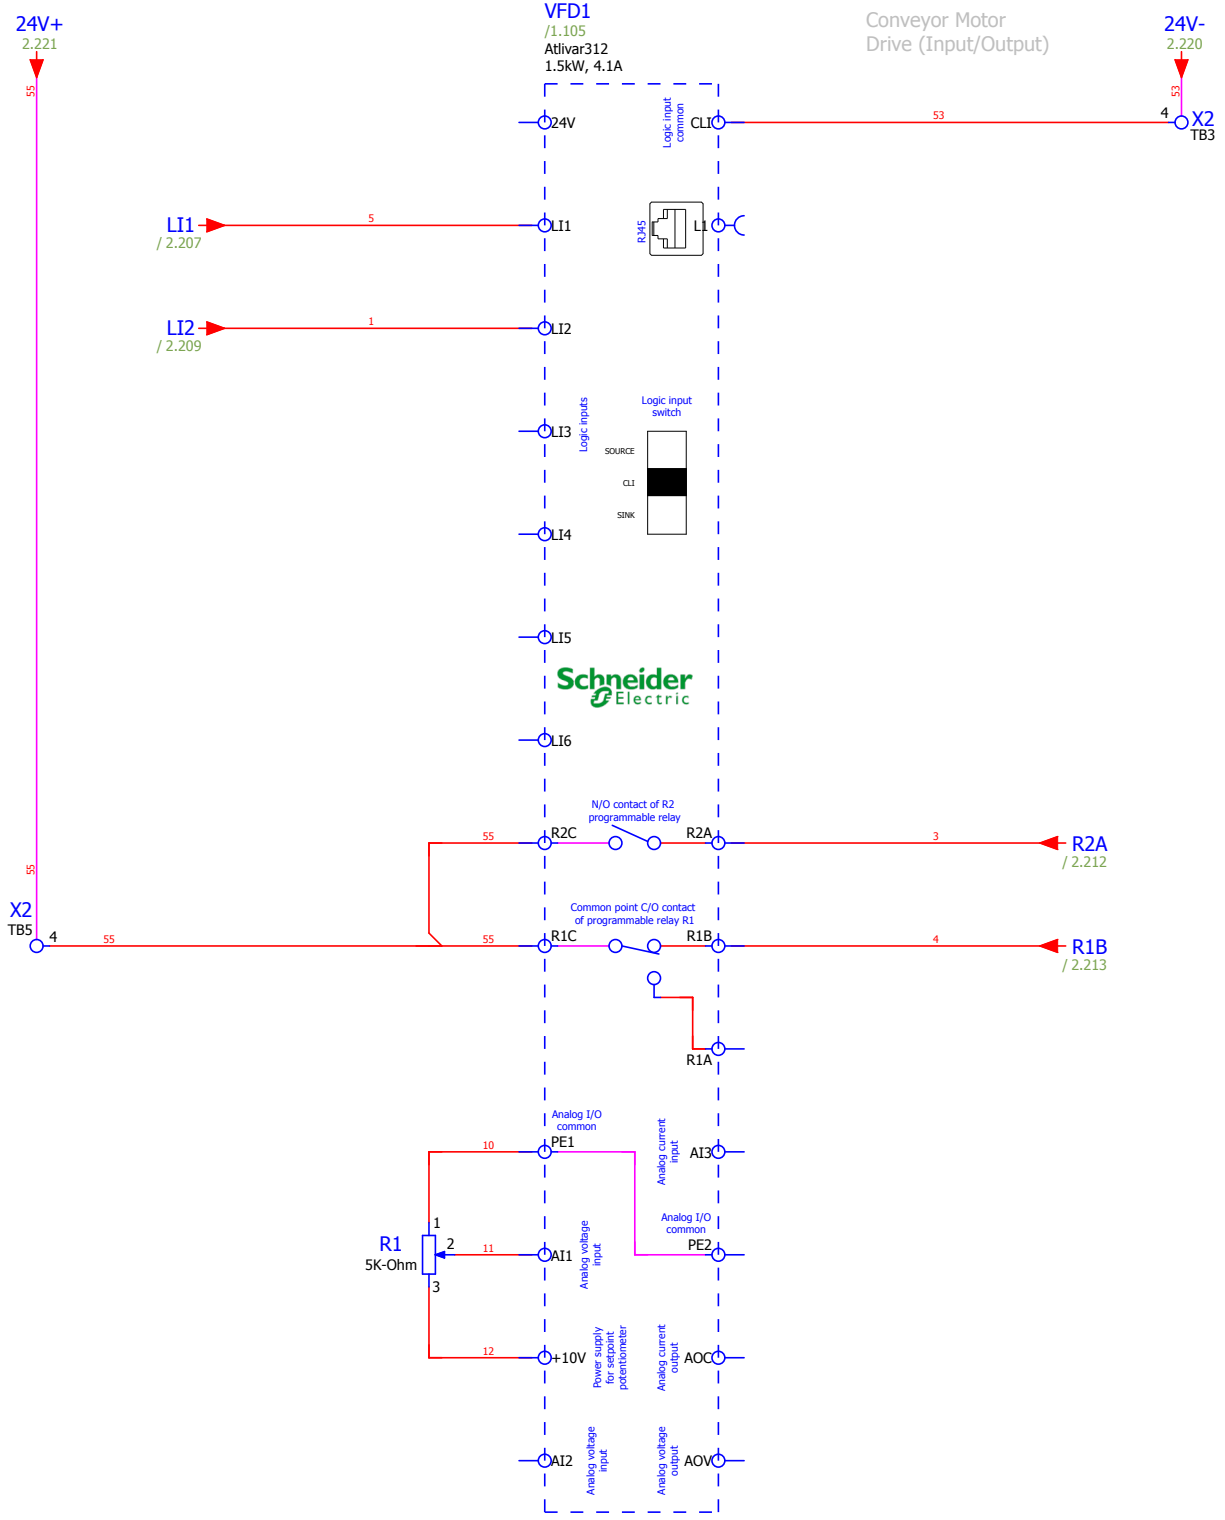 24V+
2.221
VFD1
/1.105
Atlivar312
1.5kW, 4.1A
Conveyor Motor
Drive (Input/Output)
24V-
2.220
55
53
24V
Logic input
common
CLI
53
4
X2
TB3
LI1
/ 2.207
5
LI1
RJ45
L1
LI2
/ 2.209
1
LI2
Logic input
switch
LI3
Logic inputs
SOURCE
CLI
SINK
LI4
LI5
Schneider
Electric
LI6
N/O contact of R2
programmable relay
55
R2C
R2A
3
R2A
/ 2.212
55
X2
TB5
4
55
Common point C/O contact
of programmable relay R1
55
R1C
R1B
4
R1B
/ 2.213
R1A
Analog I/O
common
10
PE1
Analog current
input
AI3
Analog I/O
common
PE2
1
R1
5K-Ohm
2
3
11
AI1
Analog voltage
input
12
+10V
Power supply
for setpoint
potentiometer
Analog current
output
AOC
AI2
Analog voltage
input
Analog voltage
output
AOV